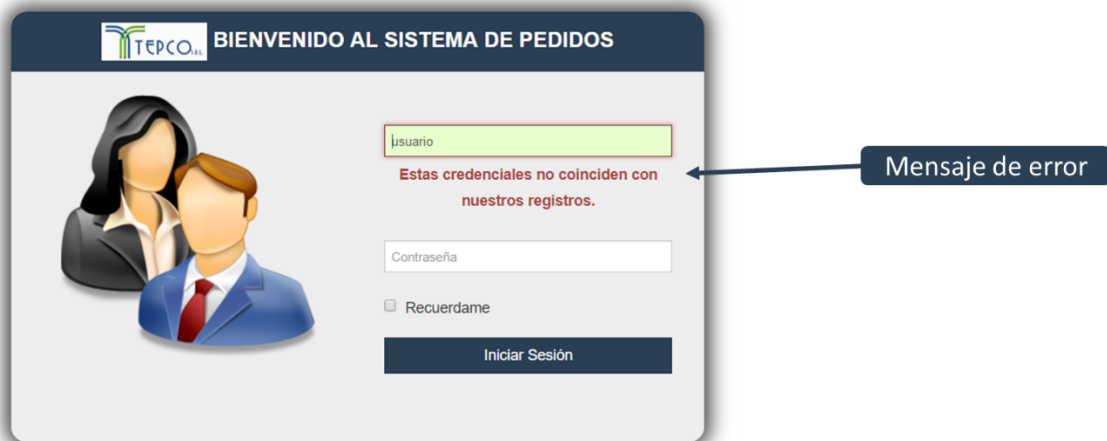 TEPCO S.R.L. BIENVENIDO AL SISTEMA DE PEDIDOS
usuario
Estas credenciales no coinciden con
nuestros registros.
Mensaje de error
Contraseña
Recuerdame
Iniciar Sesión